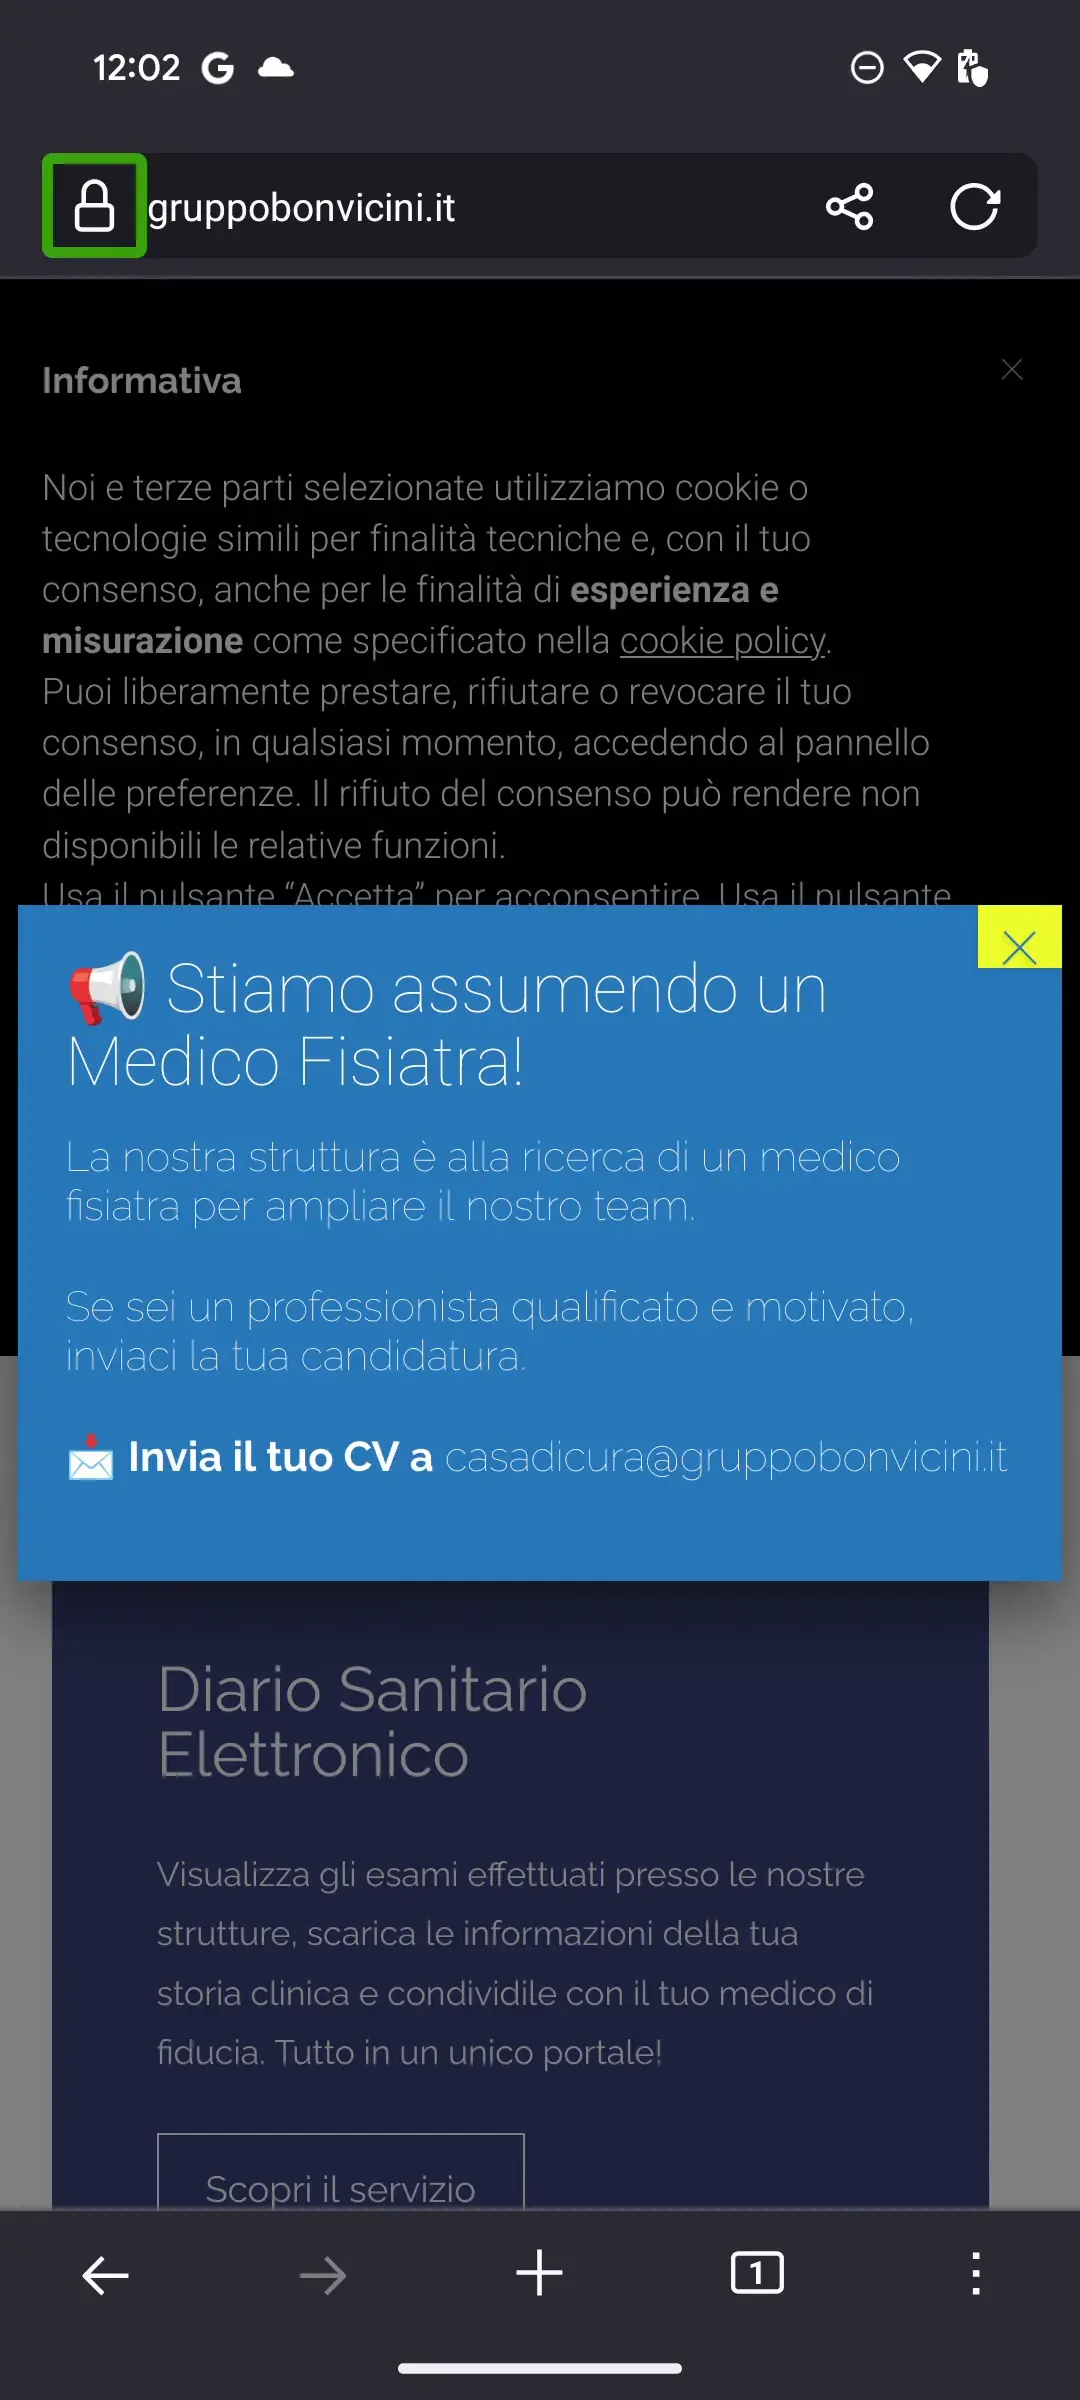 12:02
gruppobonvicini.it
Informativa
Noi e terze parti selezionate utilizziamo cookie o
tecnologie simili per finalità tecniche e, con il tuo
consenso, anche per le finalità di esperienza e
misurazione come specificato nella cookie policy.
Puoi liberamente prestare, rifiutare o revocare il tuo
consenso, in qualsiasi momento, accedendo al pannello
delle preferenze. Il rifiuto del consenso può rendere non
disponibili le relative funzioni.
Usa il pulsante “Accetta” per acconsentire. Usa il pulsante
📢 Stiamo assumendo un
Medico Fisiatra!
La nostra struttura è alla ricerca di un medico
fisiatra per ampliare il nostro team.
Se sei un professionista qualificato e motivato,
inviaci la tua candidatura.
📩 Invia il tuo CV a casadicura@gruppobonvicini.it
Diario Sanitario
Elettronico
Visualizza gli esami effettuati presso le nostre
strutture, scarica le informazioni della tua
storia clinica e condividile con il tuo medico di
fiducia. Tutto in un unico portale!
Scopri il servizio
1